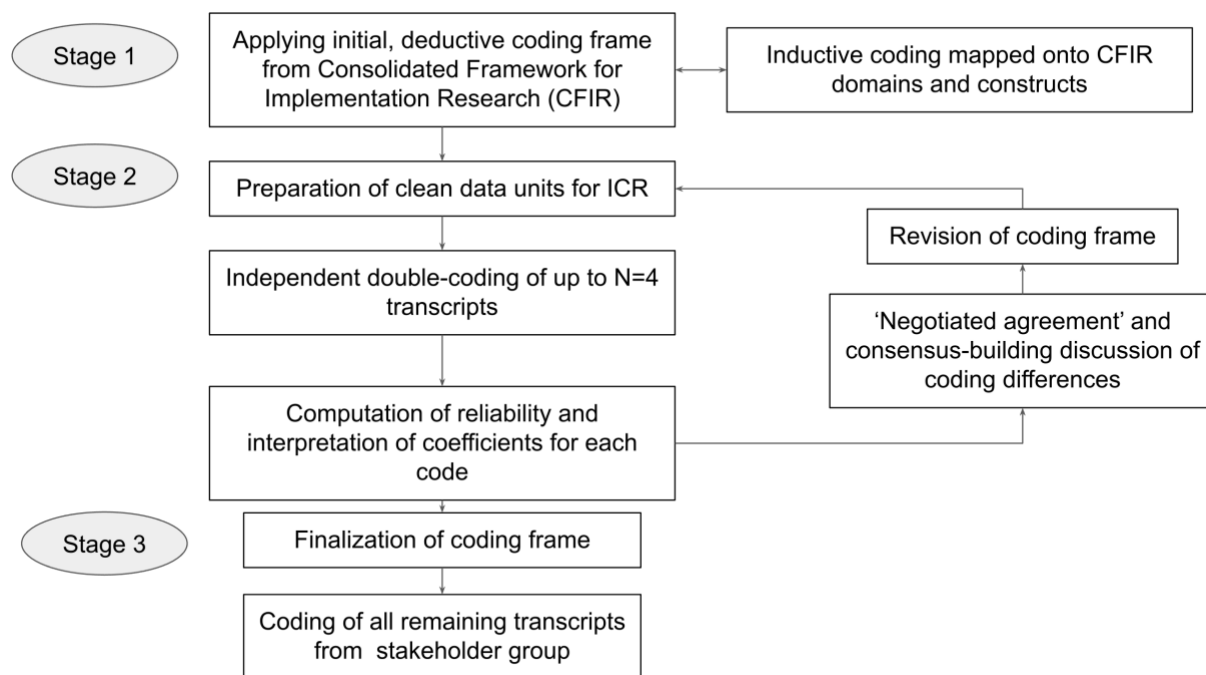 Stage 1
Applying initial, deductive coding frame
from Consolidated Framework for
Implementation Research (CFIR)
Inductive coding mapped onto CFIR
domains and constructs
Stage 2
Preparation of clean data units for ICR
Independent double-coding of up to N=4
transcripts
Computation of reliability and
interpretation of coefficients for each
code
‘Negotiated agreement’ and
consensus-building discussion of
coding differences
Revision of coding frame
Stage 3
Finalization of coding frame
Coding of all remaining transcripts
from  stakeholder group